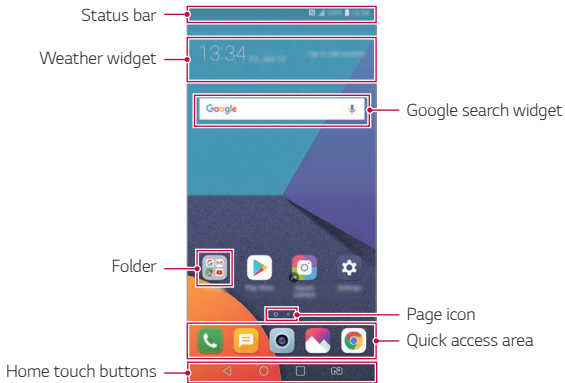 Status bar
Weather widget
13:34
Google
Google search widget
Folder
Page icon
Quick access area
Home touch buttons